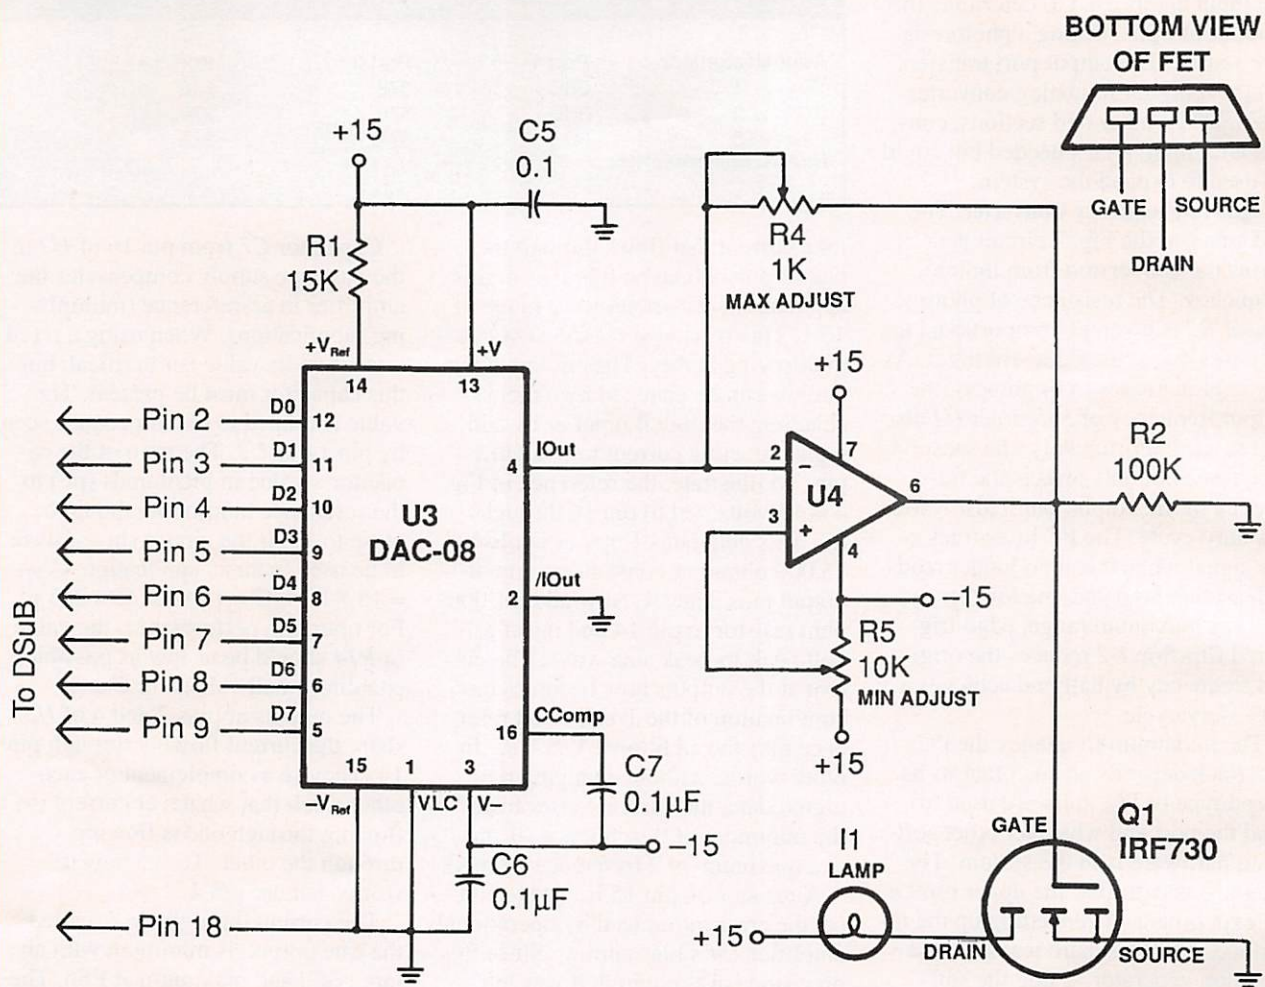 BOTTOM VIEW
OF FET
GATE
SOURCE
DRAIN
+15
C5
0.1
R1
15K
R4
1K
MAX ADJUST
+VRef
+V
14
13
+15
Pin 2
D0
12
Pin 3
D1
11
Pin 4
D2
10
Pin 5
D3
9
Pin 6
D4
8
Pin 7
D5
7
Pin 8
D6
6
Pin 9
D7
5
To DSuB
U3
DAC-08
IOut
4
/IOut
2
CComp
16
2
–
7
U4
6
3
+
4
R2
100K
–15
R5
10K
MIN ADJUST
+15
15
1
3
–VRef
VLC
V–
C7
0.1µF
–15
C6
0.1µF
Pin 18
I1
LAMP
+15
GATE
Q1
IRF730
DRAIN
SOURCE